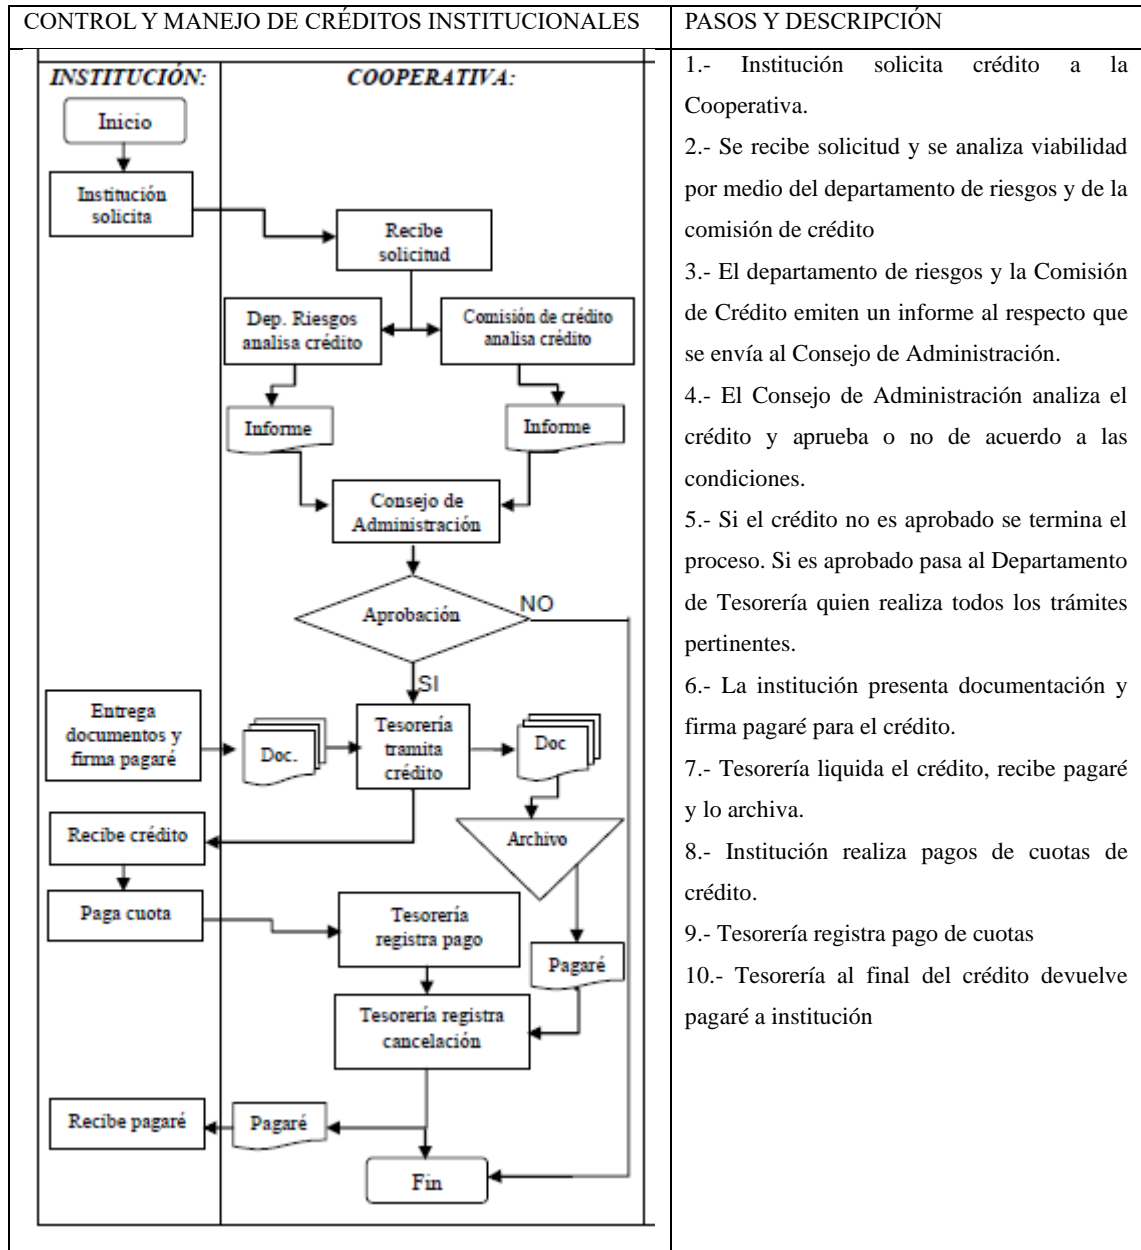 CONTROL Y MANEJO DE CRÉDITOS INSTITUCIONALES
PASOS Y DESCRIPCIÓN
INSTITUCIÓN:
COOPERATIVA:
Inicio
Institución
solicita
Recibe
solicitud
Dep. Riesgos
analisa crédito
Comisión de crédito
analisa crédito
Informe
Informe
Consejo de
Administración
Aprobación
NO
SI
Entrega
documentos y
firma pagaré
Doc.
Tesorería
tramita
crédito
Doc
Recibe crédito
Archivo
Paga cuota
Tesorería
registra pago
Pagaré
Tesorería registra
cancelación
Recibe pagaré
Pagaré
Fin
1.- Institución solicita crédito a la
Cooperativa.
2.- Se recibe solicitud y se analiza viabilidad
por medio del departamento de riesgos y de la
comisión de crédito
3.- El departamento de riesgos y la Comisión
de Crédito emiten un informe al respecto que
se envía al Consejo de Administración.
4.- El Consejo de Administración analiza el
crédito y aprueba o no de acuerdo a las
condiciones.
5.- Si el crédito no es aprobado se termina el
proceso. Si es aprobado pasa al Departamento
de Tesorería quien realiza todos los trámites
pertinentes.
6.- La institución presenta documentación y
firma pagaré para el crédito.
7.- Tesorería liquida el crédito, recibe pagaré
y lo archiva.
8.- Institución realiza pagos de cuotas de
crédito.
9.- Tesorería registra pago de cuotas
10.- Tesorería al final del crédito devuelve
pagaré a institución